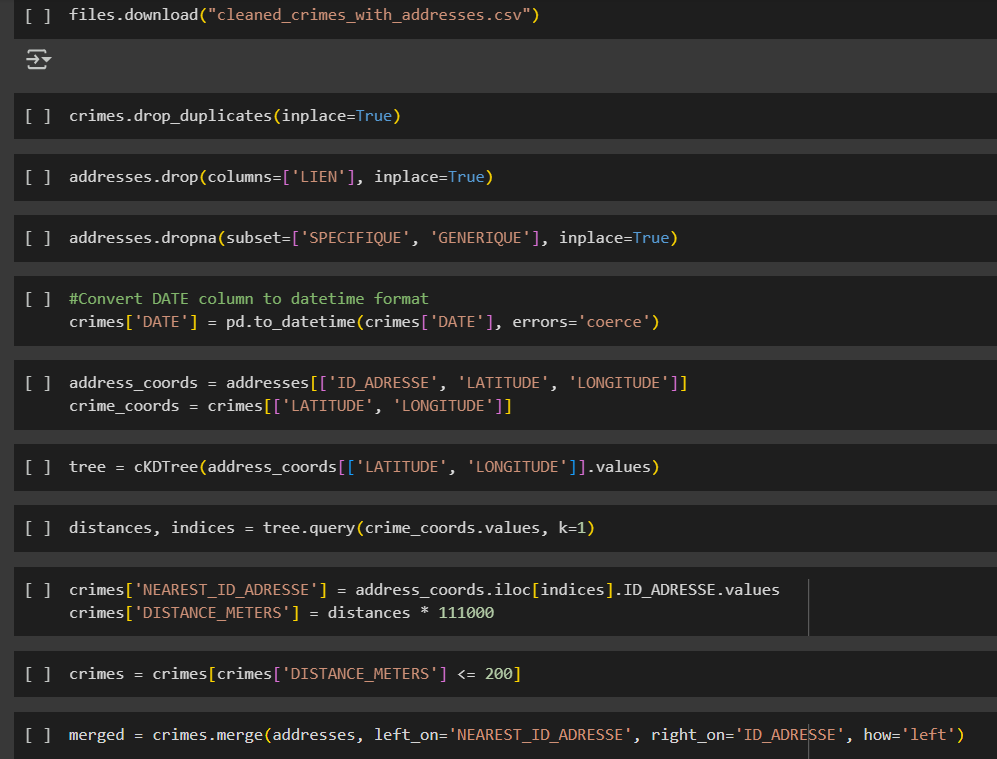 [ ] files.download("cleaned_crimes_with_addresses.csv")
[ ] crimes.drop_duplicates(inplace=True)
[ ] addresses.drop(columns=['LIEN'], inplace=True)
[ ] addresses.dropna(subset=['SPECIFIQUE', 'GENERIQUE'], inplace=True)
[ ] #Convert DATE column to datetime format
crimes['DATE'] = pd.to_datetime(crimes['DATE'], errors='coerce')
[ ] address_coords = addresses[['ID_ADRESSE', 'LATITUDE', 'LONGITUDE']]
crime_coords = crimes[['LATITUDE', 'LONGITUDE']]
[ ] tree = cKDTree(address_coords[['LATITUDE', 'LONGITUDE']].values)
[ ] distances, indices = tree.query(crime_coords.values, k=1)
[ ] crimes['NEAREST_ID_ADRESSE'] = address_coords.iloc[indices].ID_ADRESSE.values
crimes['DISTANCE_METERS'] = distances * 111000
[ ] crimes = crimes[crimes['DISTANCE_METERS'] <= 200]
[ ] merged = crimes.merge(addresses, left_on='NEAREST_ID_ADRESSE', right_on='ID_ADRESSE', how='left')